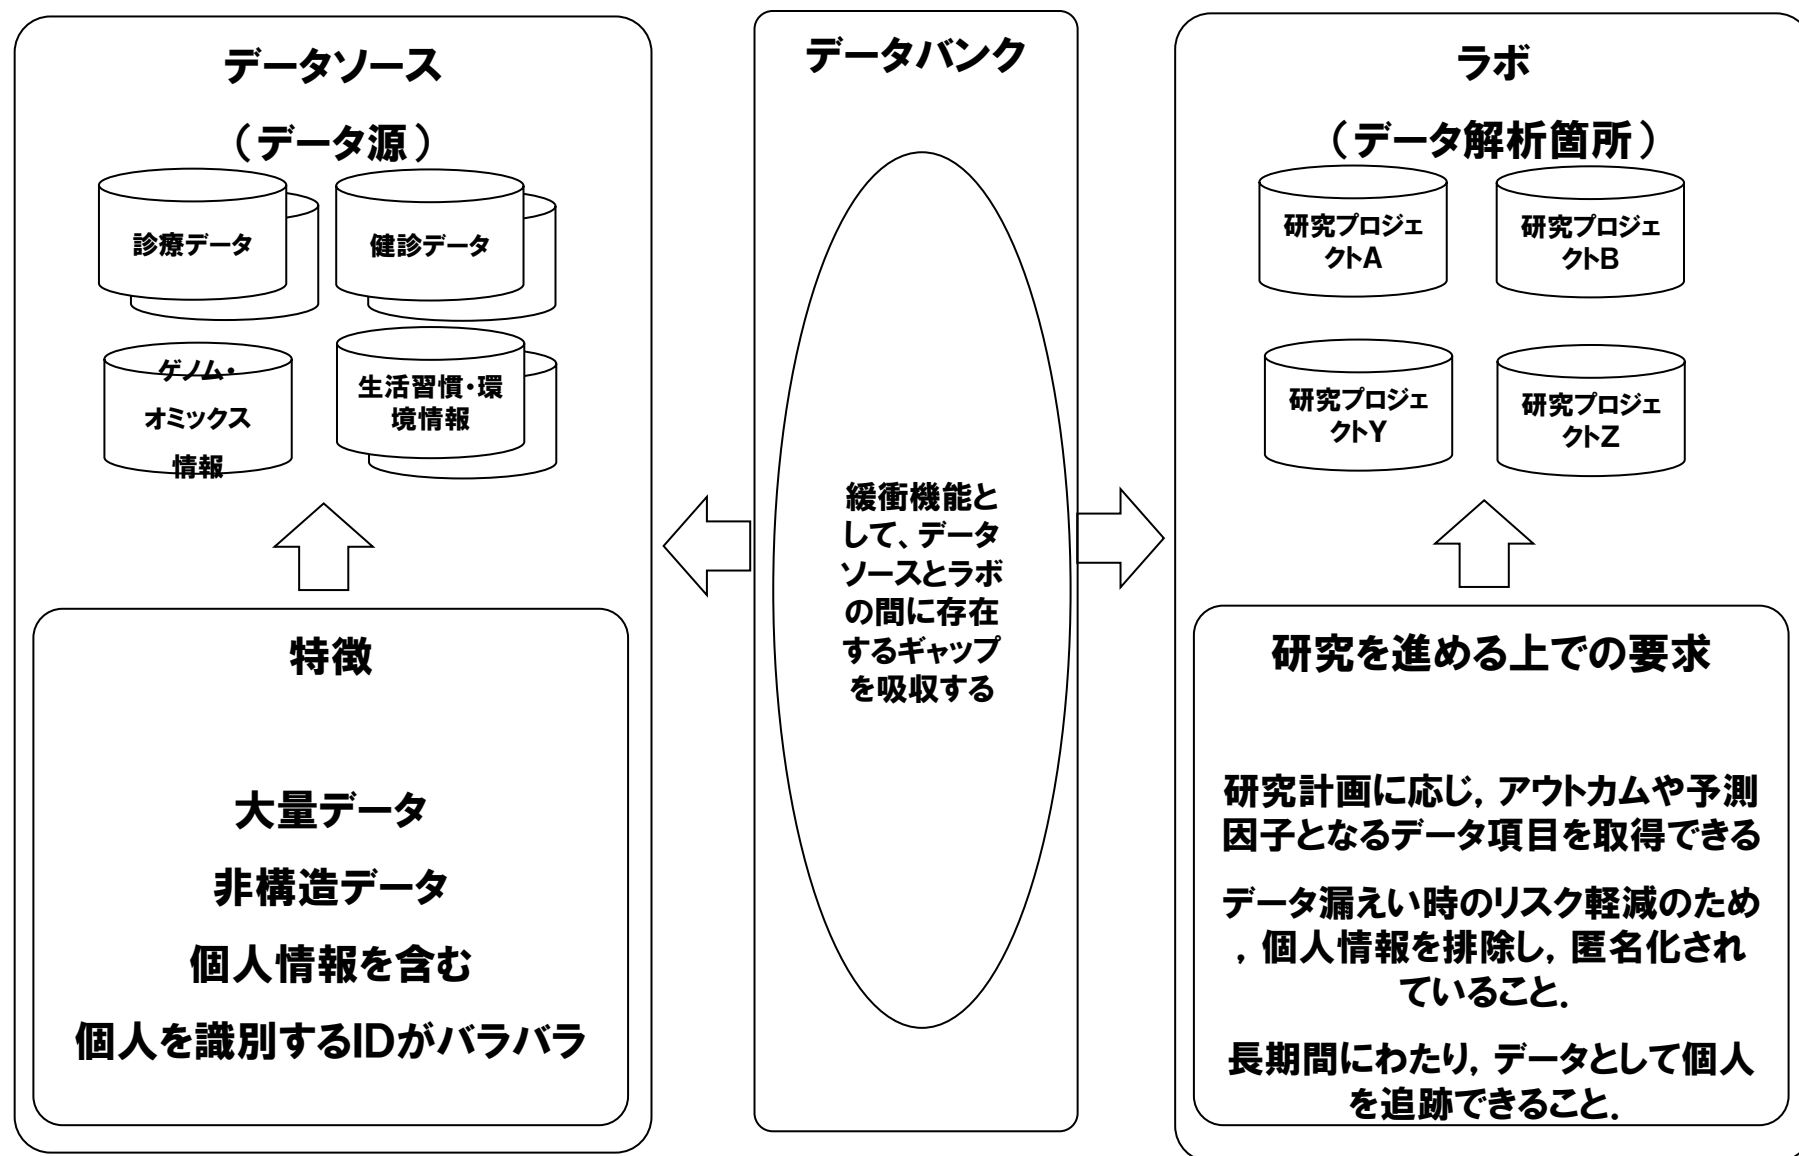 データソース
（データ源）
診療データ
健診データ
ゲノム・
オミックス
情報
生活習慣・環
境情報
特徴
大量データ
非構造データ
個人情報を含む
個人を識別するIDがバラバラ
データバンク
緩衝機能と
して、データ
ソースとラボ
の間に存在
するギャップ
を吸収する
ラボ
（データ解析箇所）
研究プロジェ
クトA
研究プロジェ
クトB
研究プロジェ
クトY
研究プロジェ
クトZ
研究を進める上での要求
研究計画に応じ, アウトカムや予測
因子となるデータ項目を取得できる
データ漏えい時のリスク軽減のため
, 個人情報を排除し, 匿名化され
ていること.
長期間にわたり, データとして個人
を追跡できること.